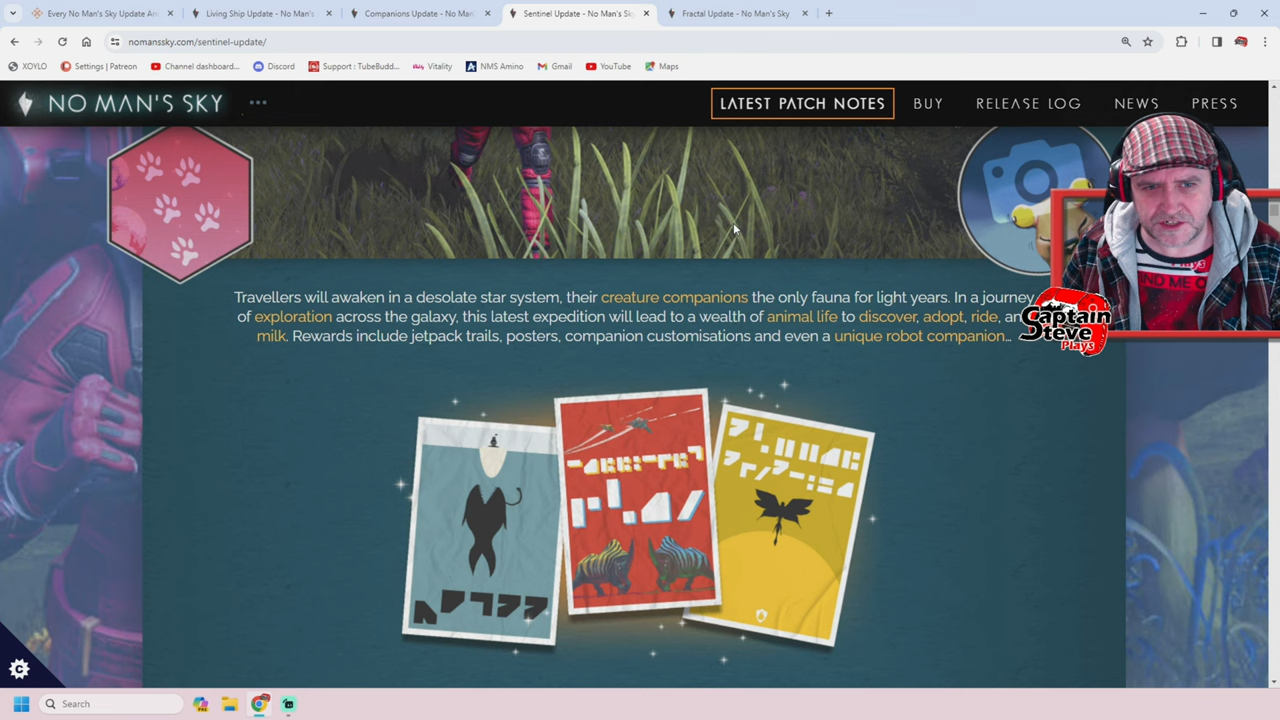 Every No Man's Sky Update An
Living Ship Update - No Man's
Companions Update - No Man'
Sentinel Update - No Man's Sk
Fractal Update - No Man's Sky
nomanssky.com/sentinel-update/
XOYLO
Settings | Patreon
Channel dashboard...
Discord
Support : TubeBudd...
Vitality
NMS Amino
Gmail
YouTube
Maps
NO MAN'S SKY
LATEST PATCH NOTES
BUY
RELEASE LOG
NEWS
PRESS
Travellers will awaken in a desolate star system, their creature companions the only fauna for light years. In a journey
of exploration across the galaxy, this latest expedition will lead to a wealth of animal life to discover, adopt, ride, an
milk. Rewards include jetpack trails, posters, companion customisations and even a unique robot companion...
Captain
Steve
Plays
Search